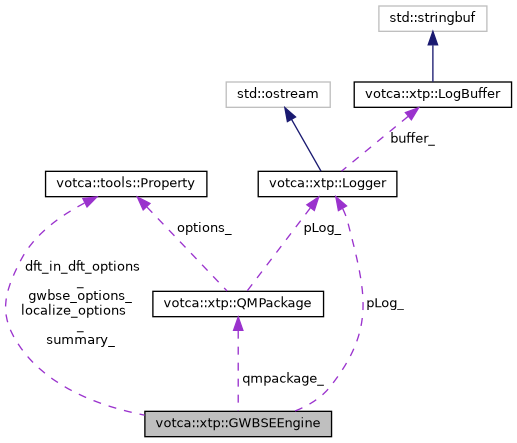 std::stringbuf
std::ostream
votca::xtp::LogBuffer
buffer_
votca::tools::Property
votca::xtp::Logger
options_
pLog_
dft_in_dft_options
_
gwbse_options_
localize_options
_
summary_
votca::xtp::QMPackage
pLog_
qmpackage_
votca::xtp::GWBSEEngine